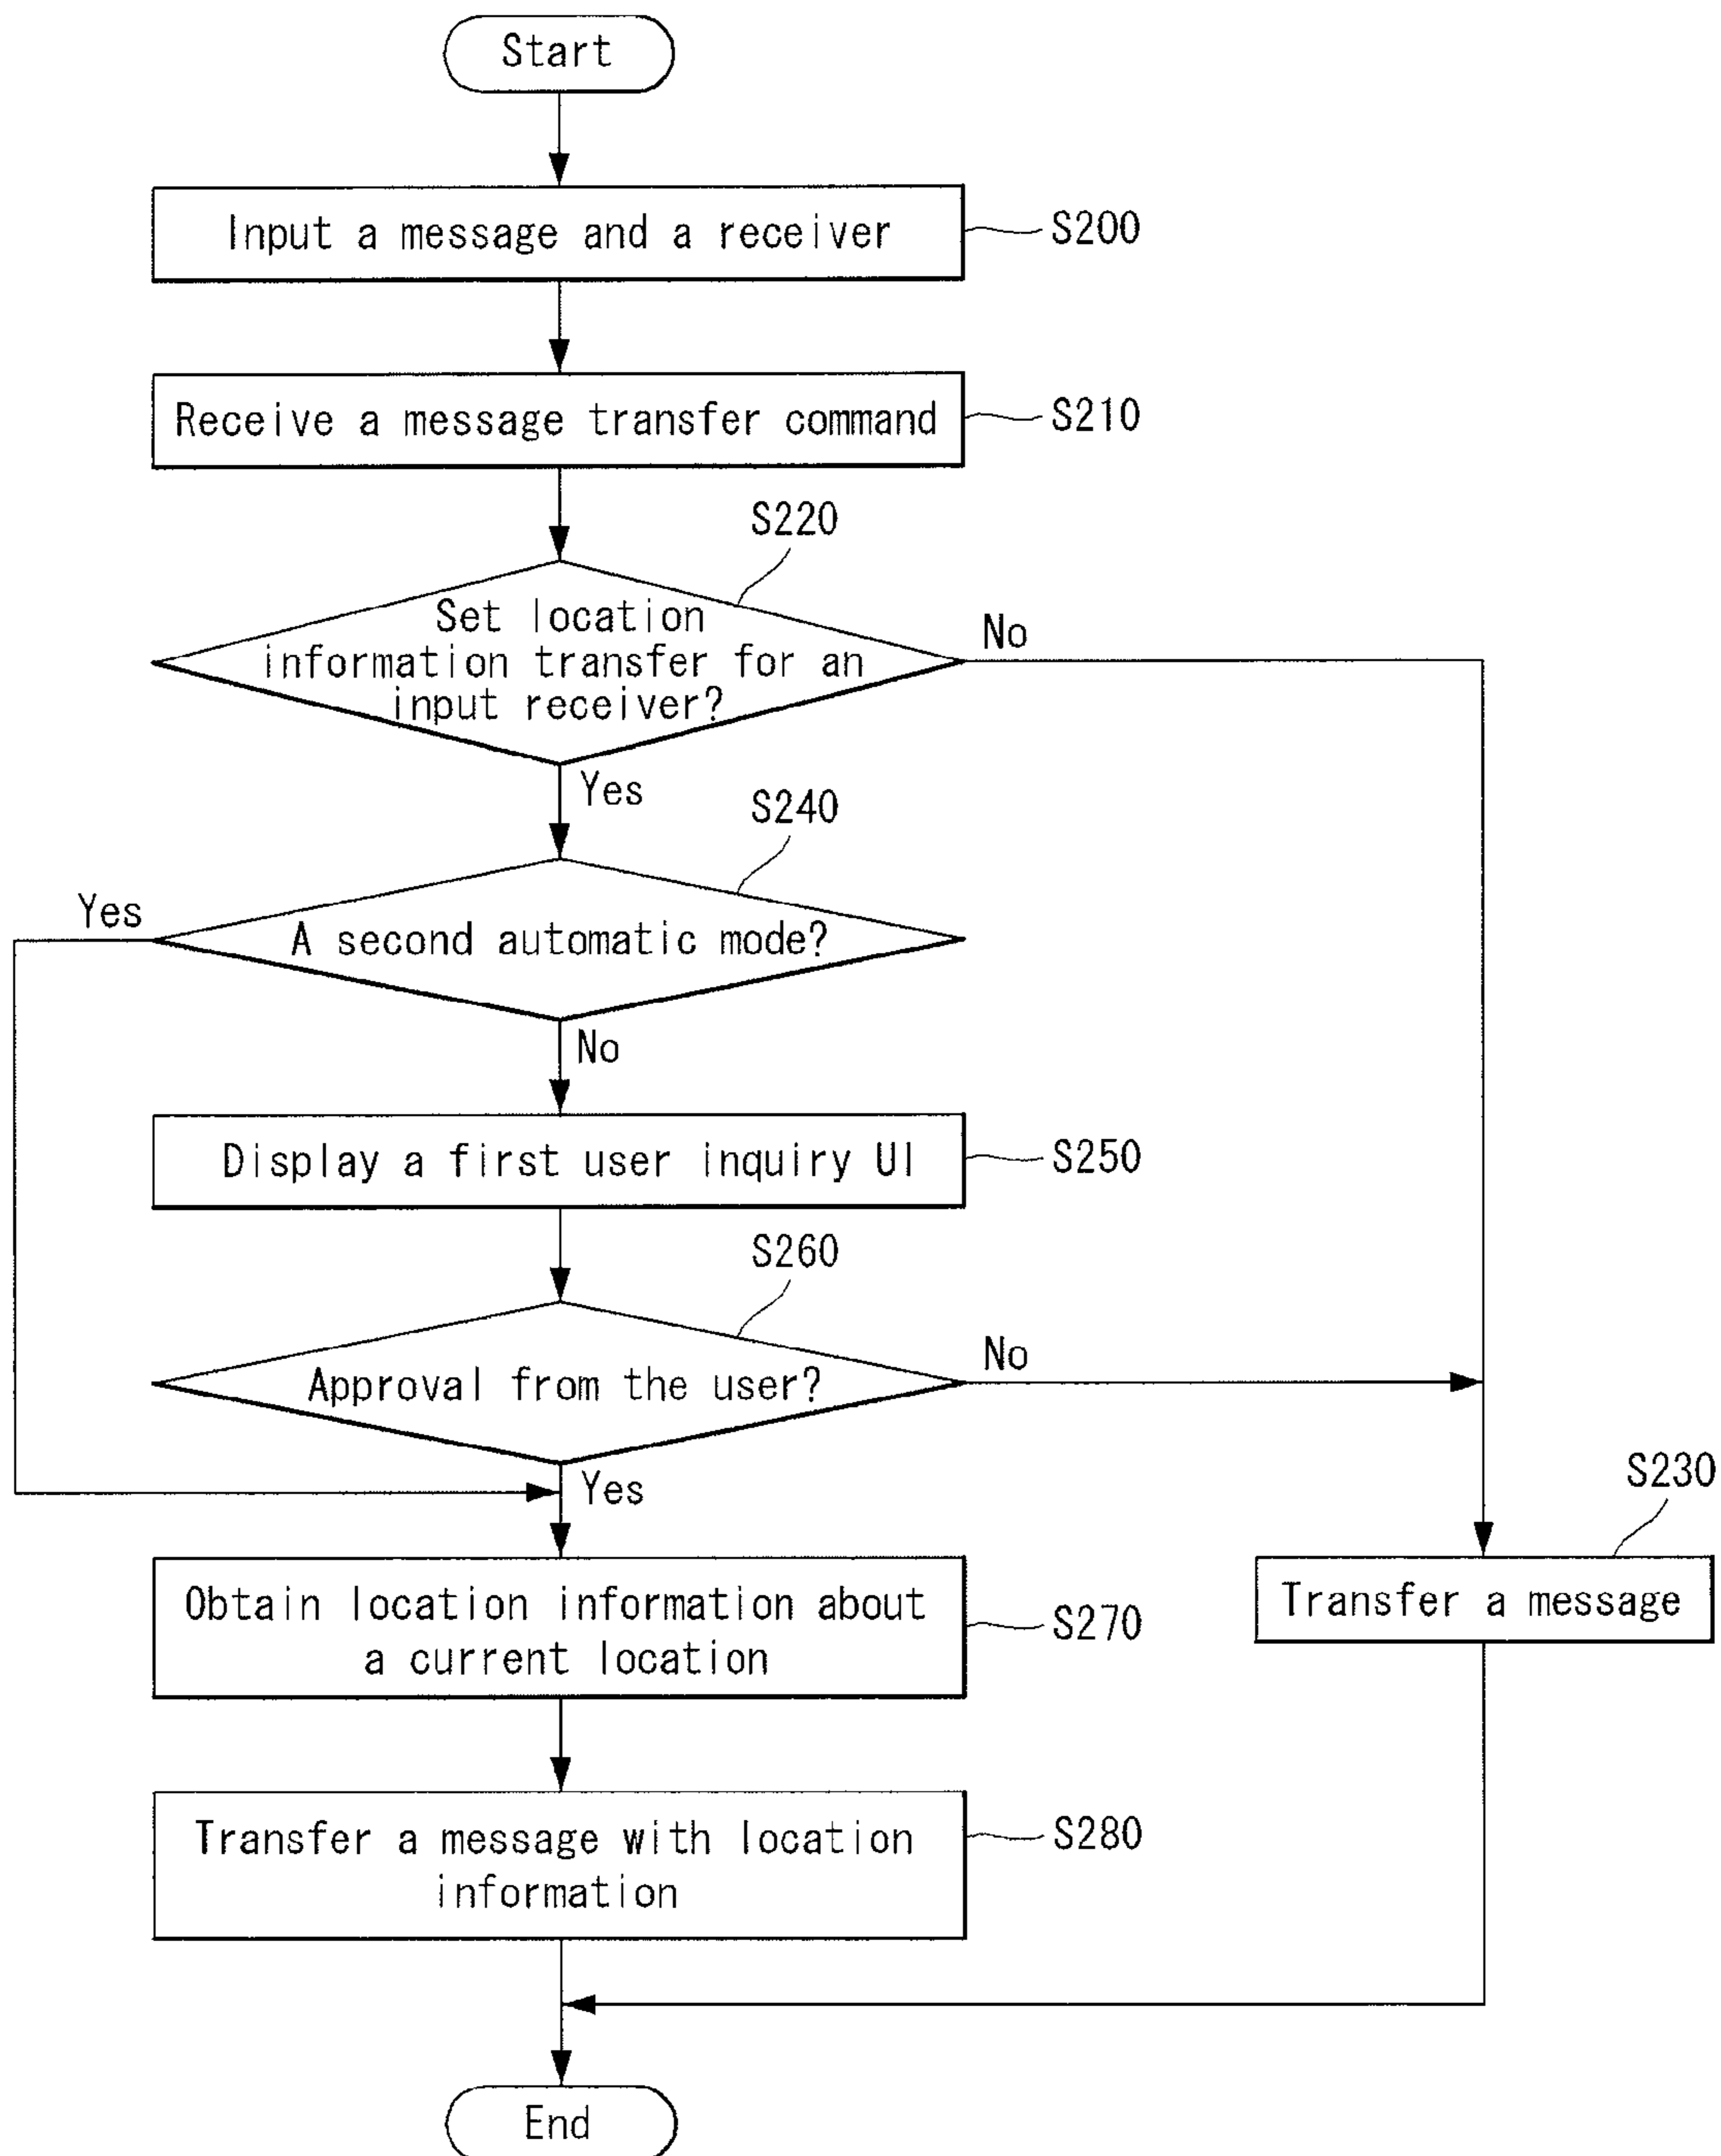 Start
Input a message and a receiver
S200
Receive a message transfer command
S210
S220
Set location
information transfer for an
input receiver?
No
Yes
S240
Yes
A second automatic mode?
No
Display a first user inquiry UI
S250
S260
Approval from the user?
No
Yes
S230
Obtain location information about
a current location
S270
Transfer a message
Transfer a message with location
information
S280
End